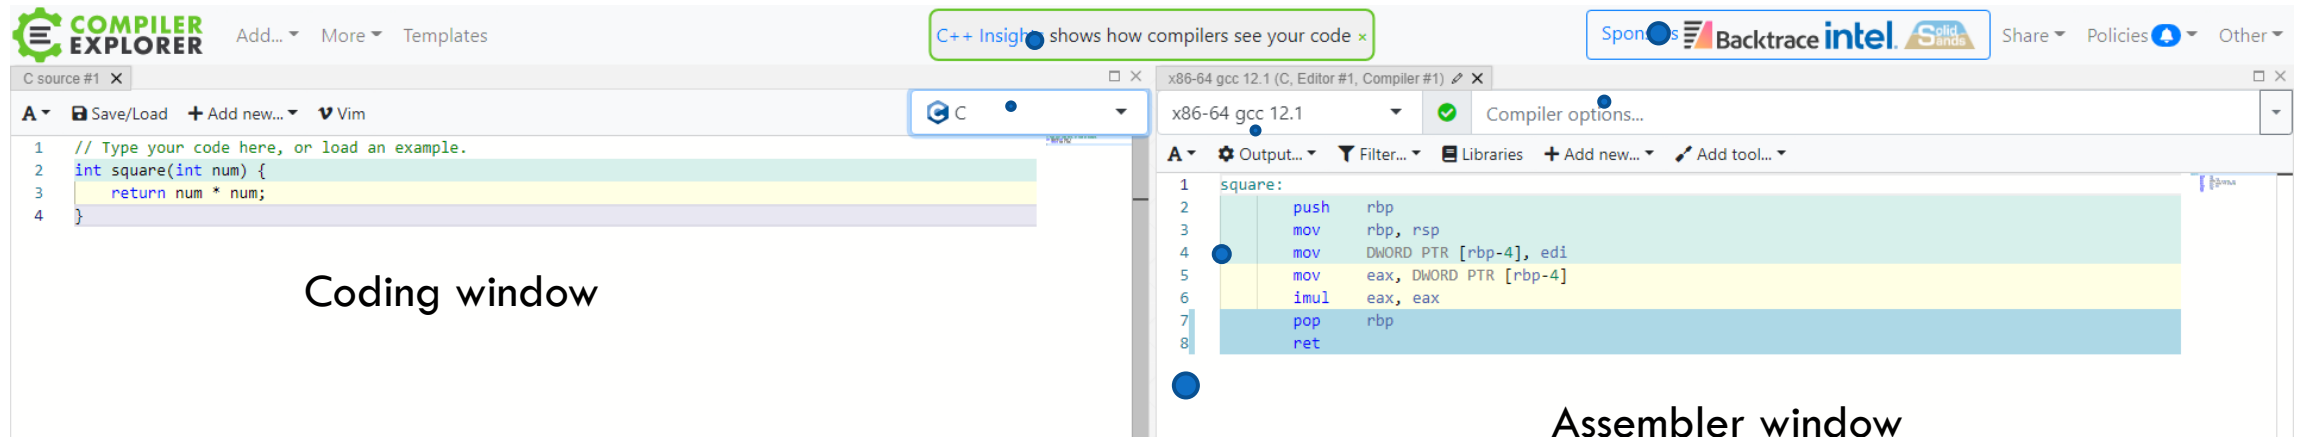 COMPILER
EXPLORER
Add... More Templates
C++ Insights shows how compilers see your code ×
Backtrace intel. Solid Sands
Share Policies Other
C source #1
x86-64 gcc 12.1 (C, Editor #1, Compiler #1)
A Save/Load + Add new... Vim
C
x86-64 gcc 12.1
Compiler options...
A Output... Filter... Libraries + Add new... Add tool...
1 // Type your code here, or load an example.
2 int square(int num) {
3 return num * num;
4 }
Coding window
1 square:
2 push rbp
3 mov rbp, rsp
4 mov DWORD PTR [rbp-4], edi
5 mov eax, DWORD PTR [rbp-4]
6 imul eax, eax
7 pop rbp
8 ret
Assembler window